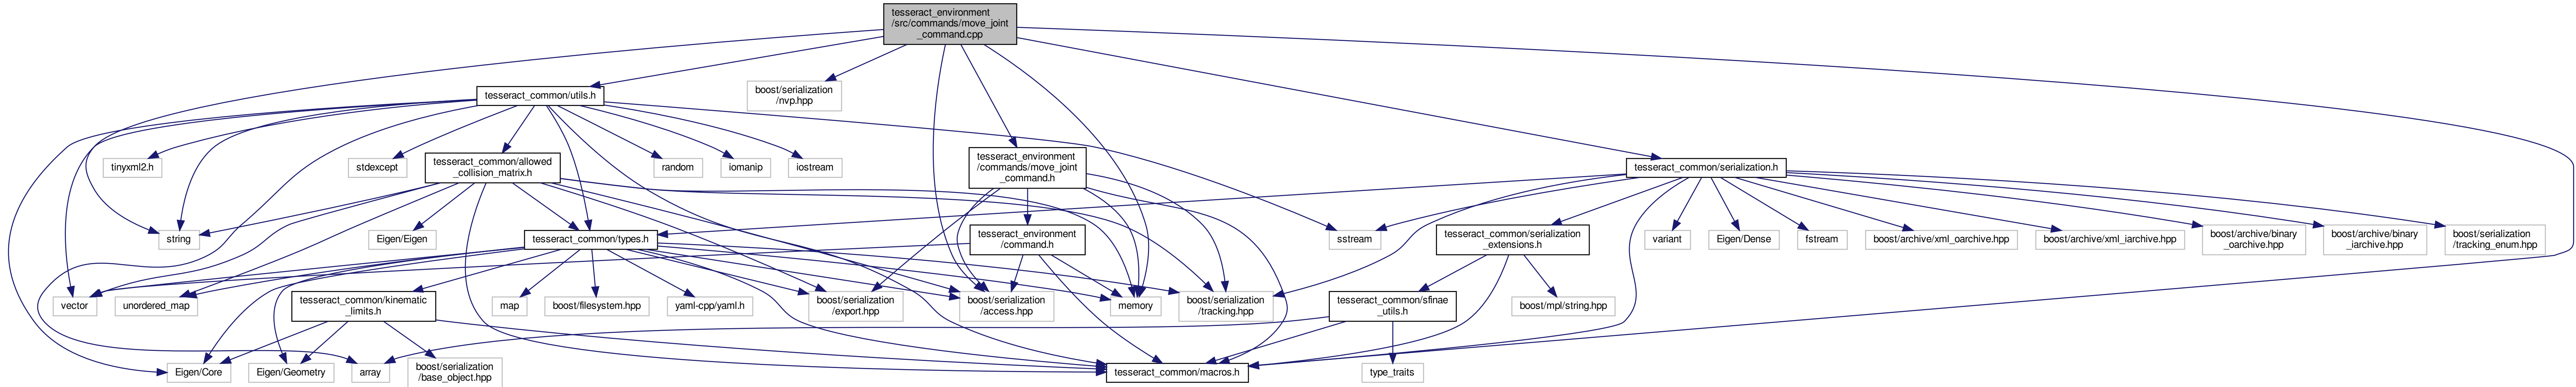 tesseract_environment
/src/commands/move_joint
_command.cpp
boost/serialization
/nvp.hpp
tesseract_common/utils.h
tesseract_environment
/commands/move_joint
_command.h
tesseract_common/allowed
_collision_matrix.h
tinyxml2.h
stdexcept
random
iomanip
iostream
tesseract_common/serialization.h
string
Eigen/Eigen
tesseract_common/types.h
tesseract_environment
/command.h
sstream
tesseract_common/serialization
_extensions.h
variant
Eigen/Dense
fstream
boost/archive/xml_oarchive.hpp
boost/archive/xml_iarchive.hpp
boost/archive/binary
_oarchive.hpp
boost/archive/binary
_iarchive.hpp
boost/serialization
/tracking_enum.hpp
vector
unordered_map
tesseract_common/kinematic
_limits.h
map
boost/filesystem.hpp
yaml-cpp/yaml.h
boost/serialization
/export.hpp
boost/serialization
/access.hpp
memory
boost/serialization
/tracking.hpp
tesseract_common/sfinae
_utils.h
boost/mpl/string.hpp
Eigen/Core
Eigen/Geometry
array
boost/serialization
/base_object.hpp
tesseract_common/macros.h
type_traits